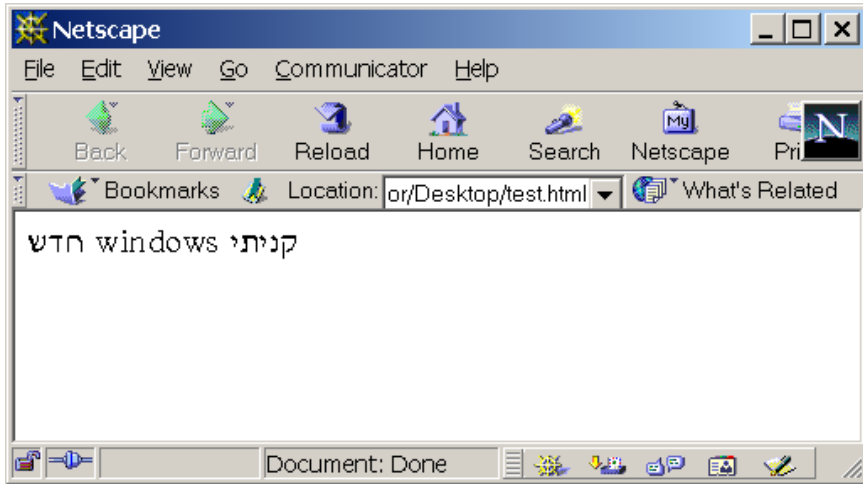 Netscape
File Edit View Go Communicator Help
Back Forward Reload Home Search Netscape
Bookmarks Location: or/Desktop/test.html What's Related
קניתי windows חדש
Document: Done